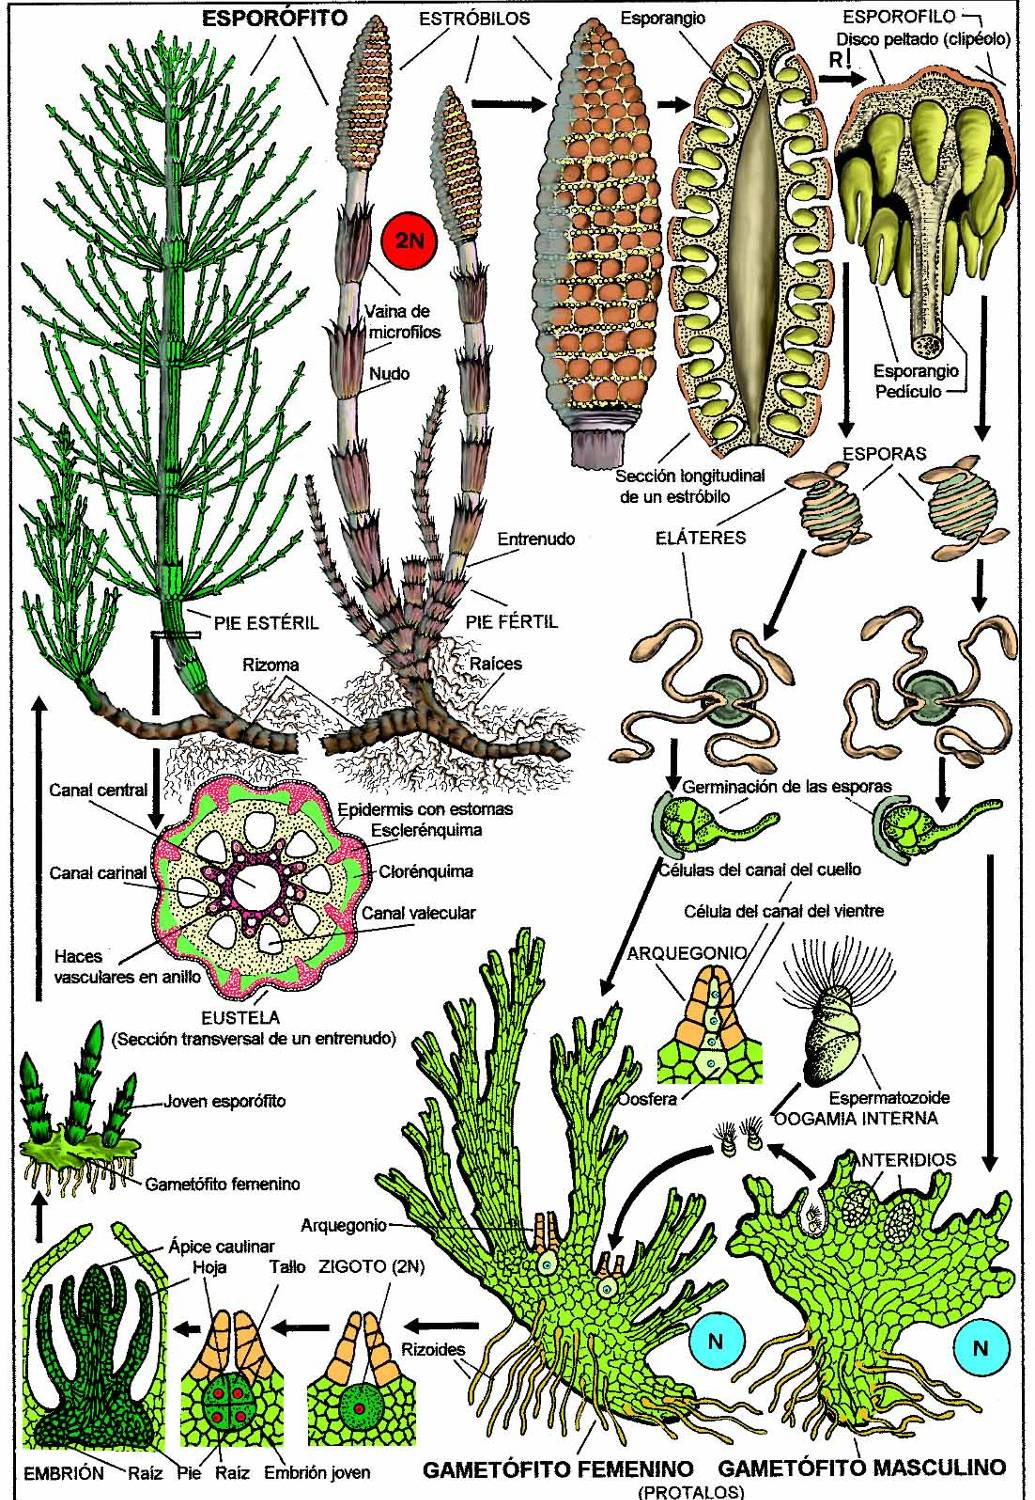 ESPORÓFITO
ESTRÓBILOS
Esporangio
ESPOROFILO
Disco peltado (clipéolo)
R!
2N
Vaina de
microfilos
Nudo
Esporangio
Pedículo
ESPORAS
Sección longitudinal
de un estróbilo
ELÁTERES
Entrenudo
PIE ESTÉRIL
PIE FÉRTIL
Rizoma
Raíces
Canal central
Germinación de las esporas
Epidermis con estomas
Esclerénquima
Canal carinal
Clorénquima
Células del canal del cuello
Canal valecular
Célula del canal del vientre
Haces
vasculares en anillo
ARQUEGONIO
EUSTELA
(Sección transversal de un entrenudo)
Joven esporófito
Oosfera
Espermatozoide
OOGAMIA INTERNA
ANTERIDIOS
Gametófito femenino
Arquegonio
Ápice caulinar
Hoja
Tallo
ZIGOTO (2N)
Rizoides
N
N
EMBRIÓN
Raíz
Pie
Raíz
Embrión joven
GAMETÓFITO FEMENINO
GAMETÓFITO MASCULINO
(PROTALOS)